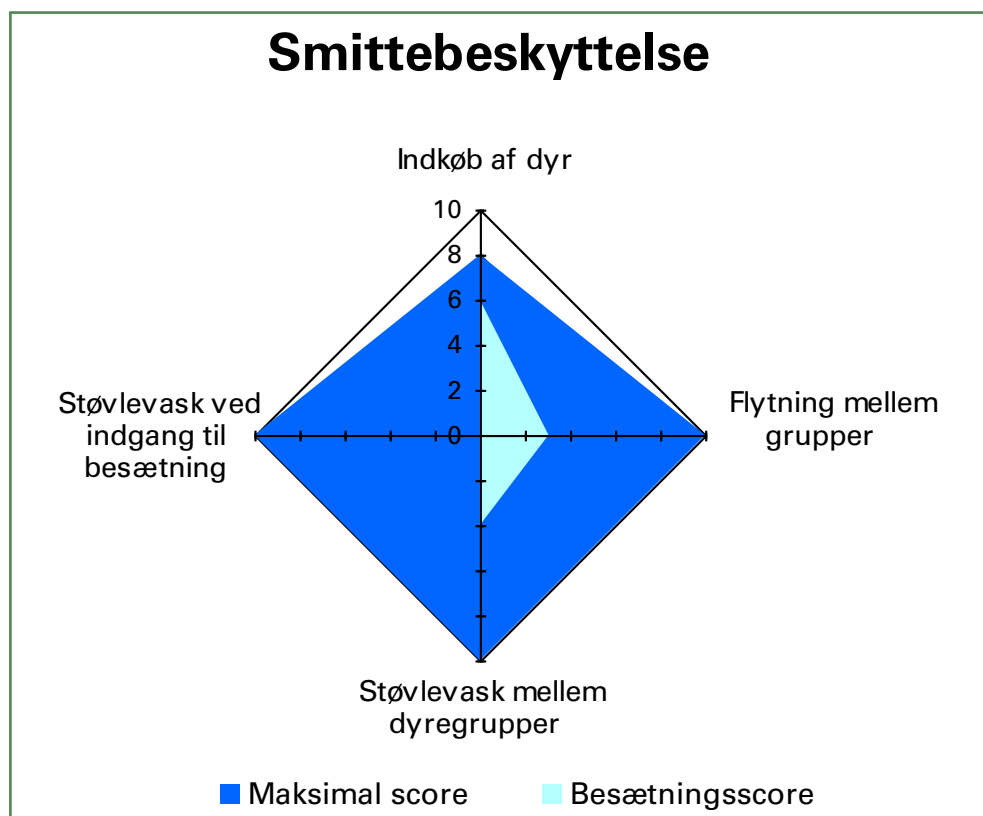 Smittebeskyttelse
Indkøb af dyr
10
8
6
4
2
0
Støvlevask ved
indgang til
besætning
Flytning mellem
grupper
Støvlevask mellem
dyregrupper
Maksimal score
Besætningsscore